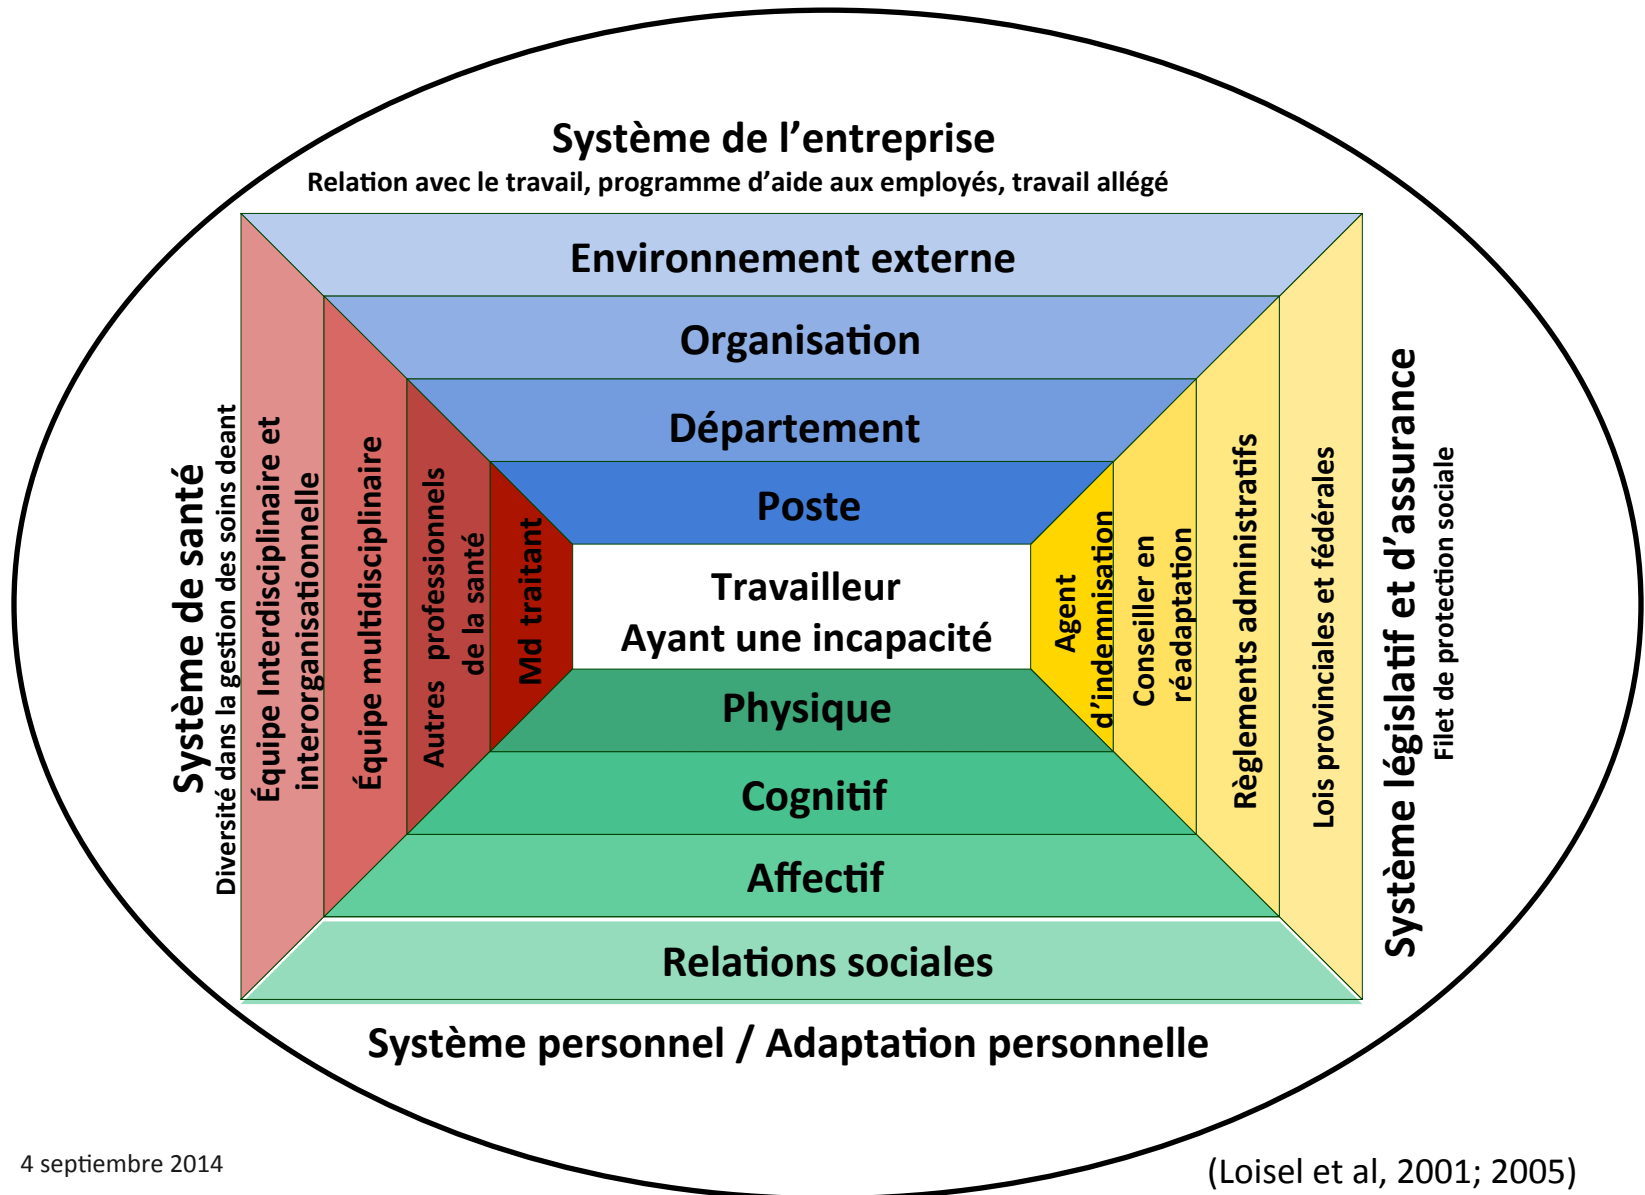 Système de l’entreprise
Relation avec le travail, programme d’aide aux employés, travail allégé
Environnement externe
Organisation
Département
Poste
Travailleur
Ayant une incapacité
Physique
Cognitif
Affectif
Relations sociales
Système personnel / Adaptation personnelle
Système de santé
Diversité dans la gestion des soins deant
Équipe Interdisciplinaire et
interorganisationnelle
Équipe multidisciplinaire
Autres professionnels
de la santé
Md traitant
Agent
d’indemnisation
Conseiller en
réadaptation
Règlements administratifs
Lois provinciales et fédérales
Système législatif et d’assurance
Filet de protection sociale
4 septembre 2014
(Loisel et al, 2001; 2005)